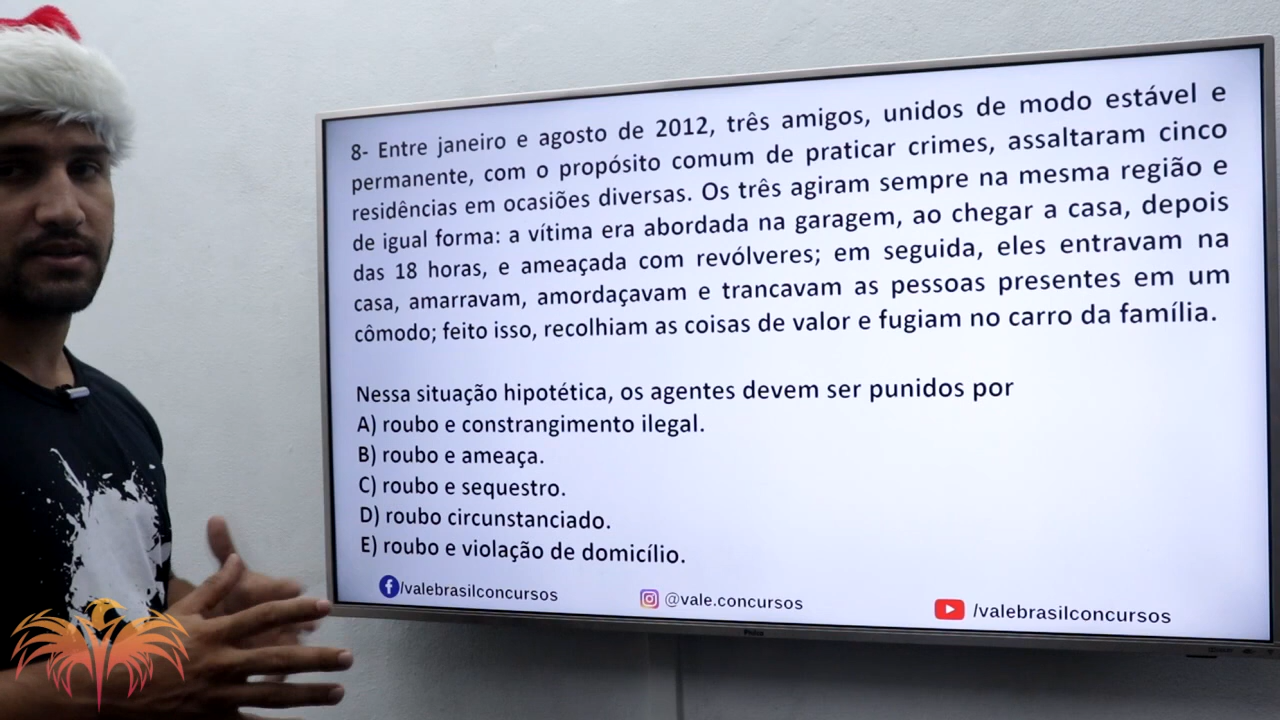 8- Entre janeiro e agosto de 2012, três amigos, unidos de modo estável e
permanente, com o propósito comum de praticar crimes, assaltaram cinco
residências em ocasiões diversas. Os três agiram sempre na mesma região e
de igual forma: a vítima era abordada na garagem, ao chegar a casa, depois
das 18 horas, e ameaçada com revólveres; em seguida, eles entravam na
casa, amarravam, amordaçavam e trancavam as pessoas presentes em um
cômodo; feito isso, recolhiam as coisas de valor e fugiam no carro da família.
Nessa situação hipotética, os agentes devem ser punidos por
A) roubo e constrangimento ilegal.
B) roubo e ameaça.
C) roubo e sequestro.
D) roubo circunstanciado.
E) roubo e violação de domicílio.
/valebrasilconcursos @vale.concursos /valebrasilconcursos
Philco